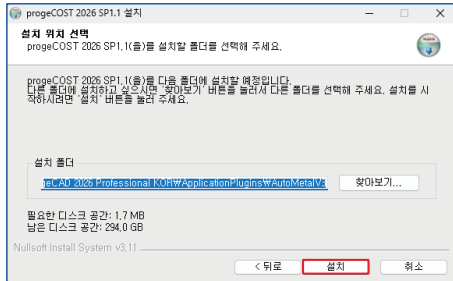 progeCOST 2026 SP1.1 설치
설치 위치 선택
progeCOST 2026 SP1.1(을)를 설치할 폴더를 선택해 주세요.
progeCOST 2026 SP1.1(을)를 다음 폴더에 설치할 예정입니다.
다른 폴더에 설치하고 싶으시면 '찾아보기' 버튼을 눌러서 다른 폴더를 선택해 주세요. 설치를 시
작하시려면 '설치' 버튼을 눌러 주세요.
설치 폴더
geCAD 2026 Professional KOR₩ApplicationPlugins₩AutoMetalV3
찾아보기...
필요한 디스크 공간: 1.7 MB
남은 디스크 공간: 294.0 GB
Nullsoft Install System v3.11
< 뒤로
설치
취소